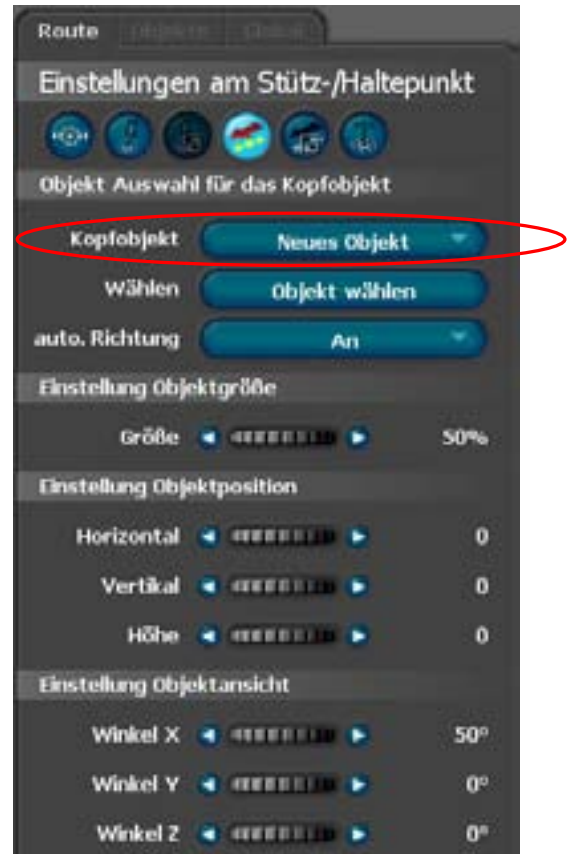 Route Objekte Global
Einstellungen am Stütz-/Haltepunkt
Objekt Auswahl für das Kopfobjekt
Kopfobjekt Neues Objekt
Wählen Objekt wählen
auto. Richtung An
Einstellung Objektgröße
Größe 50%
Einstellung Objektposition
Horizontal 0
Vertikal 0
Höhe 0
Einstellung Objektansicht
Winkel X 50°
Winkel Y 0°
Winkel Z 0°